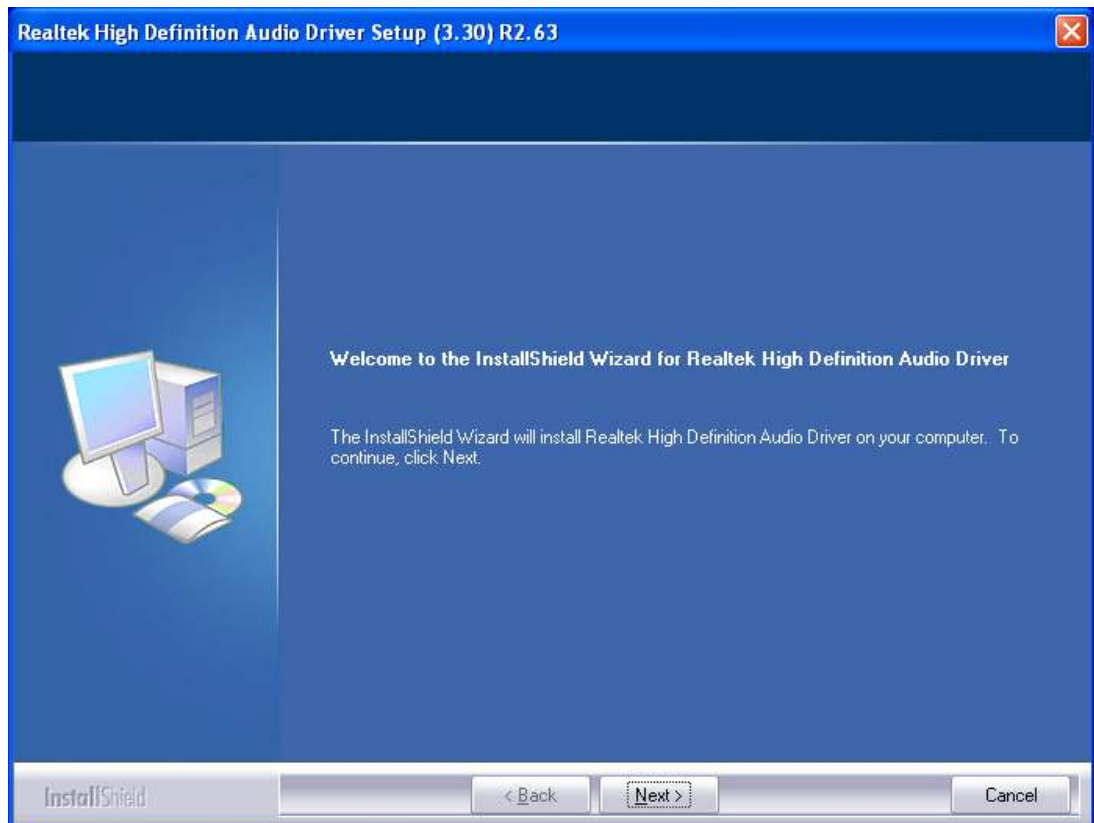 Realtek High Definition Audio Driver Setup (3.30) R2.63
Welcome to the InstallShield Wizard for Realtek High Definition Audio Driver
The InstallShield Wizard will install Realtek High Definition Audio Driver on your computer. To
continue, click Next.
InstallShield
< Back
Next >
Cancel